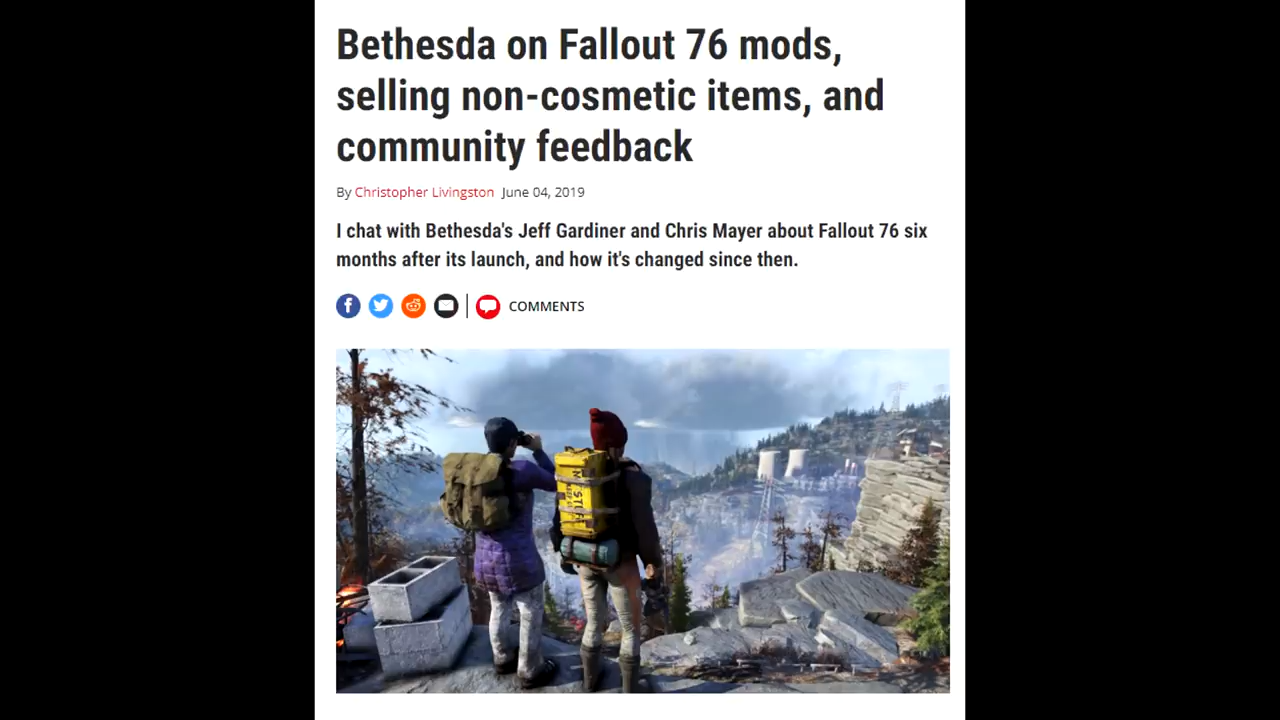 Bethesda on Fallout 76 mods,
selling non-cosmetic items, and
community feedback
By Christopher Livingston June 04, 2019
I chat with Bethesda's Jeff Gardiner and Chris Mayer about Fallout 76 six
months after its launch, and how it's changed since then.
COMMENTS